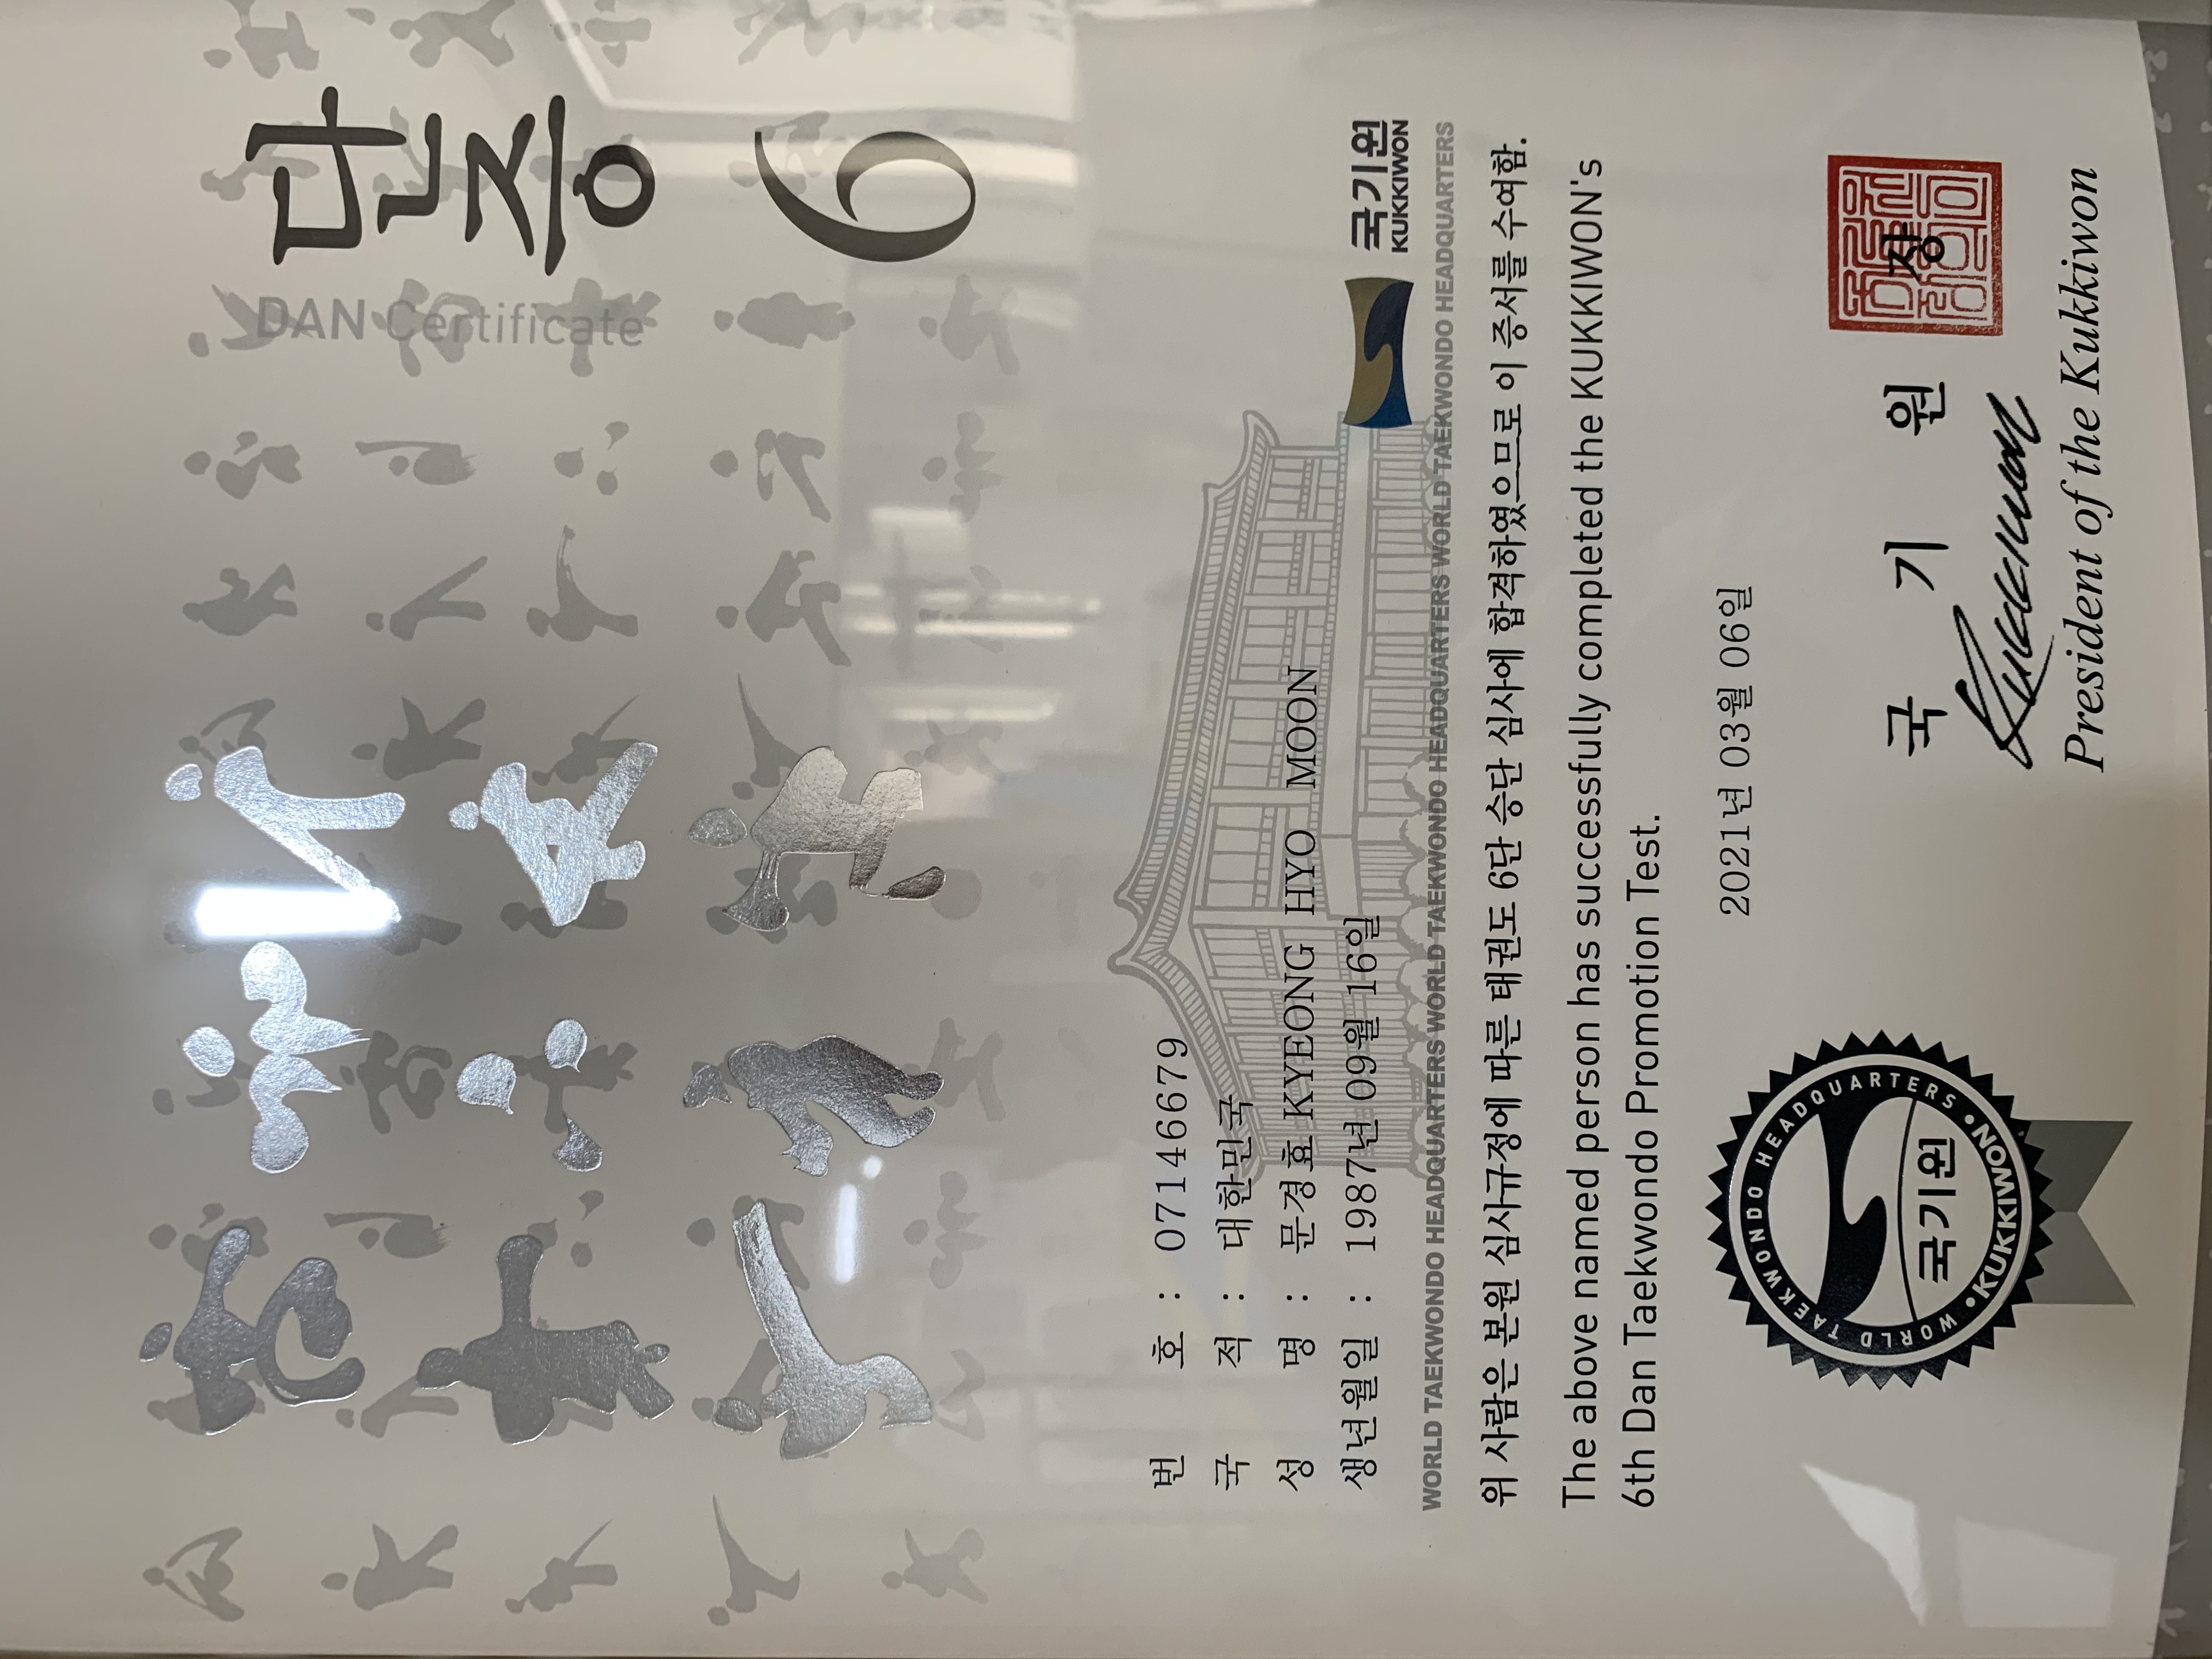 단증
DAN Certificate
6
번 호 : 07146679
국 적 : 대한민국
성 명 : 문경효 KYEONG HYO MOON
생년월일 : 1987년 09월 16일
국기원
KUKKIWON
WORLD TAEKWONDO HEADQUARTERS WORLD TAEKWONDO HEADQUARTERS WORLD TAEKWONDO HEADQUARTERS WORLD TAEKWONDO HEADQUARTERS
위 사람은 본원 심사규정에 따른 태권도 6단 승단 심사에 합격하였으므로 이 증서를 수여함.
The above named person has successfully completed the KUKKIWON's
6th Dan Taekwondo Promotion Test.
2021년 03월 06일
WORLD TAEKWONDO HEADQUARTERS
국기원
• KUKKIWON •
국 기 원 장
President of the Kukkiwon